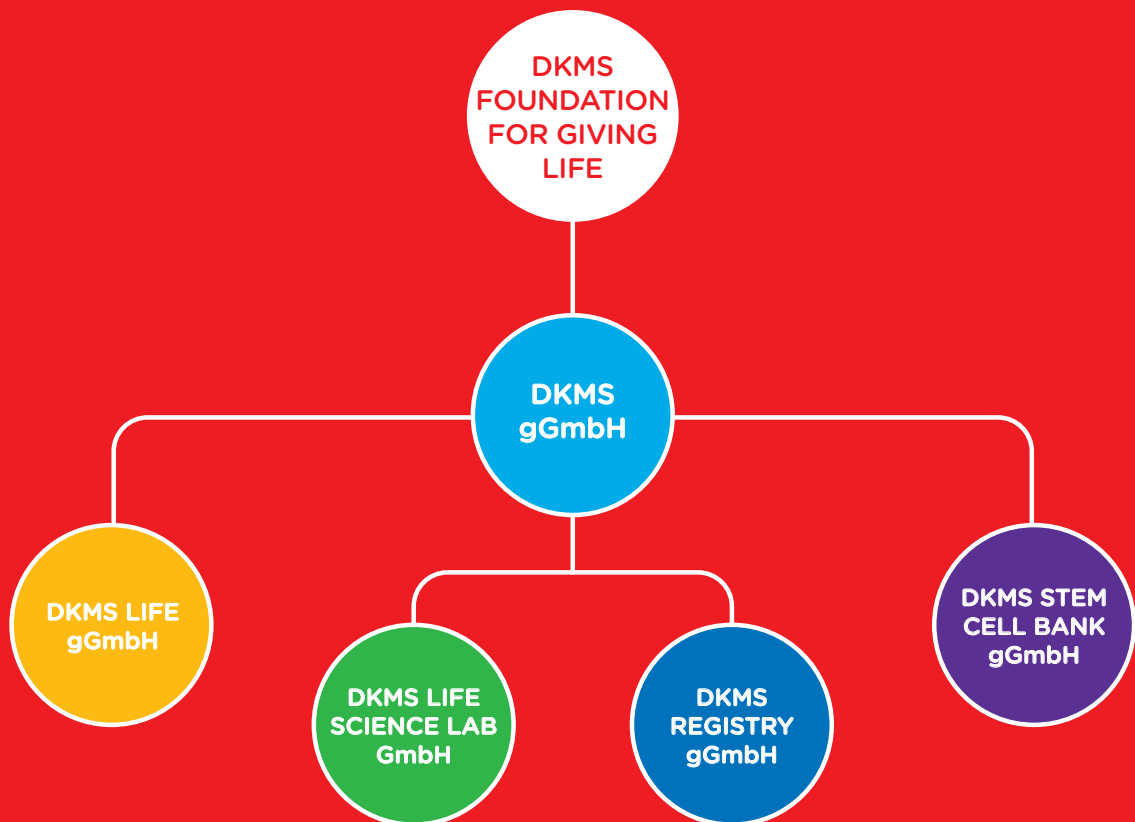 DKMS
FOUNDATION
FOR GIVING
LIFE
DKMS
gGmbH
DKMS LIFE
gGmbH
DKMS LIFE
SCIENCE LAB
GmbH
DKMS
REGISTRY
gGmbH
DKMS STEM
CELL BANK
gGmbH